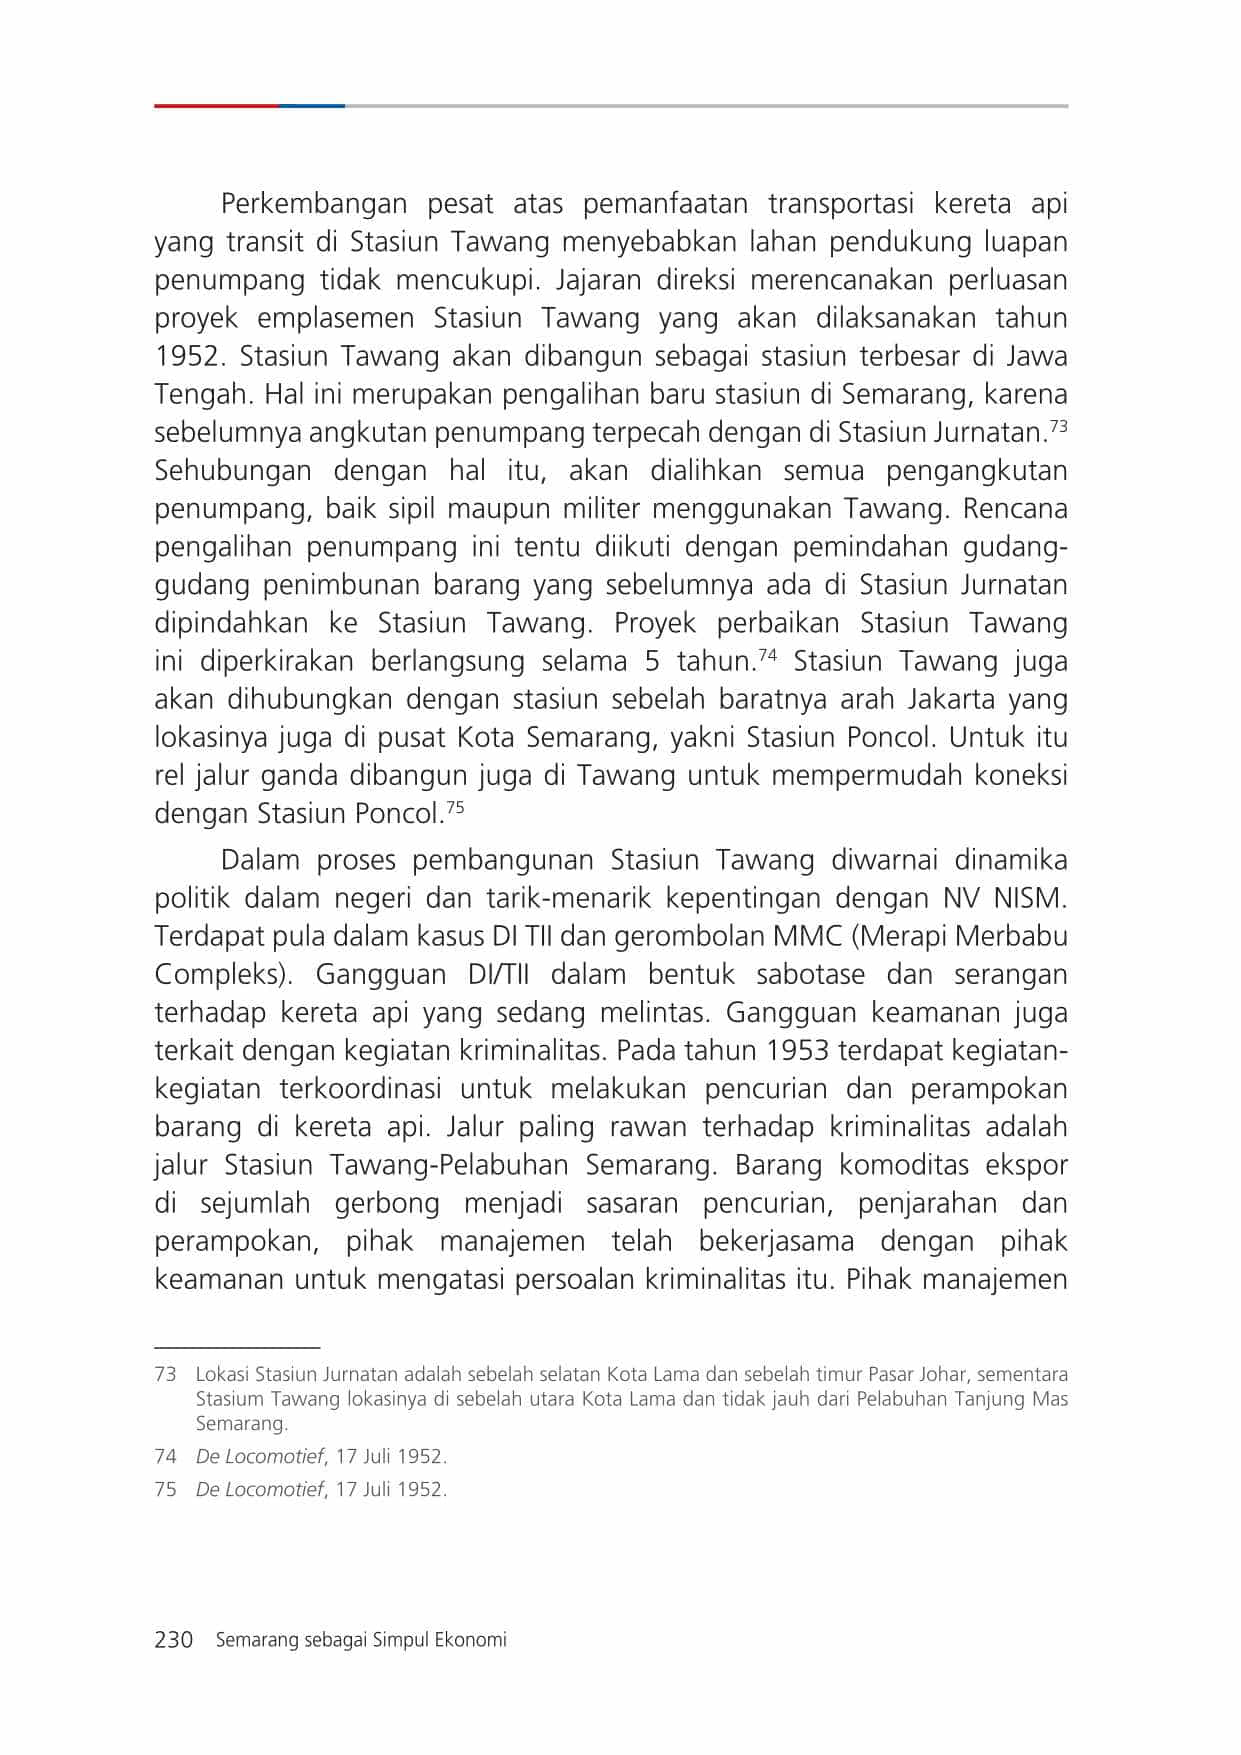 Perkembangan pesat atas pemanfaatan transportasi kereta api
yang transit di Stasiun Tawang menyebabkan lahan pendukung luapan
penumpang tidak mencukupi. Jajaran direksi merencanakan perluasan
proyek emplasemen Stasiun Tawang yang akan dilaksanakan tahun
1952. Stasiun Tawang akan dibangun sebagai stasiun terbesar di Jawa
Tengah. Hal ini merupakan pengalihan baru stasiun di Semarang, karena
sebelumnya angkutan penumpang terpecah dengan di Stasiun Jurnatan.73
Sehubungan dengan hal itu, akan dialihkan semua pengangkutan
penumpang, baik sipil maupun militer menggunakan Tawang. Rencana
pengalihan penumpang ini tentu diikuti dengan pemindahan gudang-
gudang penimbunan barang yang sebelumnya ada di Stasiun Jurnatan
dipindahkan ke Stasiun Tawang. Proyek perbaikan Stasiun Tawang
ini diperkirakan berlangsung selama 5 tahun.74 Stasiun Tawang juga
akan dihubungkan dengan stasiun sebelah baratnya arah Jakarta yang
lokasinya juga di pusat Kota Semarang, yakni Stasiun Poncol. Untuk itu
rel jalur ganda dibangun juga di Tawang untuk mempermudah koneksi
dengan Stasiun Poncol.75
Dalam proses pembangunan Stasiun Tawang diwarnai dinamika
politik dalam negeri dan tarik-menarik kepentingan dengan NV NISM.
Terdapat pula dalam kasus DI TII dan gerombolan MMC (Merapi Merbabu
Compleks). Gangguan DI/TII dalam bentuk sabotase dan serangan
terhadap kereta api yang sedang melintas. Gangguan keamanan juga
terkait dengan kegiatan kriminalitas. Pada tahun 1953 terdapat kegiatan-
kegiatan terkoordinasi untuk melakukan pencurian dan perampokan
barang di kereta api. Jalur paling rawan terhadap kriminalitas adalah
jalur Stasiun Tawang-Pelabuhan Semarang. Barang komoditas ekspor
di sejumlah gerbong menjadi sasaran pencurian, penjarahan dan
perampokan, pihak manajemen telah bekerjasama dengan pihak
keamanan untuk mengatasi persoalan kriminalitas itu. Pihak manajemen
73 Lokasi Stasiun Jurnatan adalah sebelah selatan Kota Lama dan sebelah timur Pasar Johar, sementara
Stasium Tawang lokasinya di sebelah utara Kota Lama dan tidak jauh dari Pelabuhan Tanjung Mas
Semarang.
74 De Locomotief, 17 Juli 1952.
75 De Locomotief, 17 Juli 1952.
230 Semarang sebagai Simpul Ekonomi